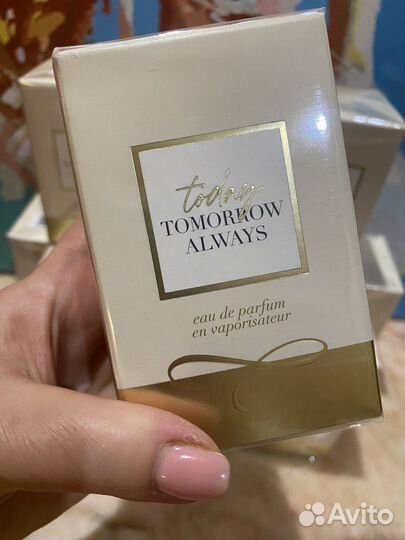 today
TOMORROW
ALWAYS
eau de parfum
en vaporisateur
Avito